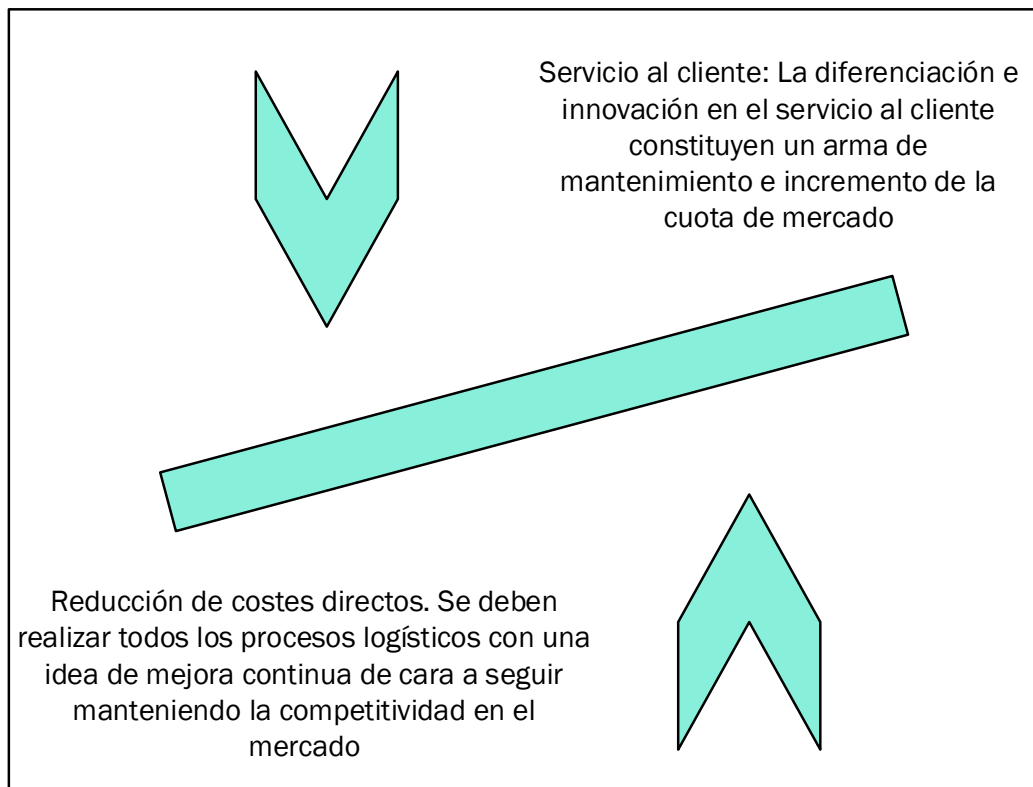 Servicio al cliente: La diferenciación e
innovación en el servicio al cliente
constituyen un arma de
mantenimiento e incremento de la
cuota de mercado
Reducción de costes directos. Se deben
realizar todos los procesos logísticos con una
idea de mejora continua de cara a seguir
manteniendo la competitividad en el
mercado